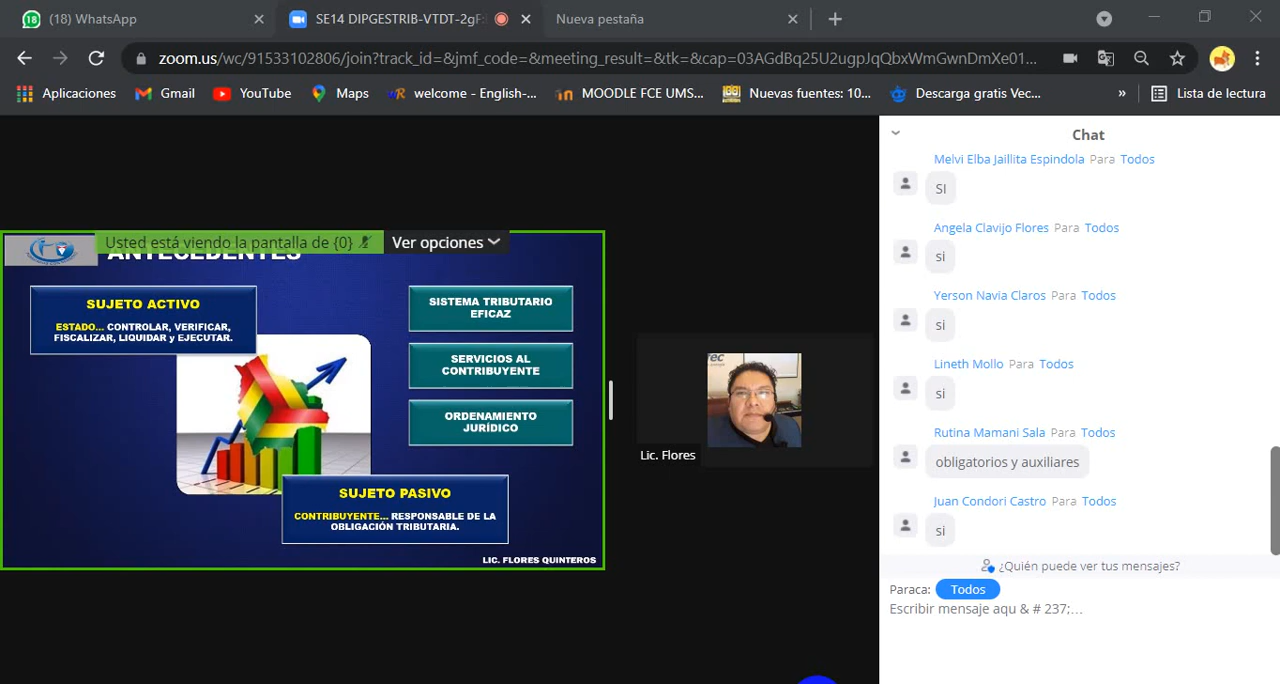 (18) WhatsApp
SE14 DIPGESTRIB-VTDT-2gF
Nueva pestaña
zoom.us/wc/91533102806/join?track_id=&jmf_code=&meeting_result=&tk=&cap=03AGdBq25U2ugpJqQbxWmGwnDmXe01...
Aplicaciones
Gmail
YouTube
Maps
welcome - English-...
MOODLE FCE UMS...
Nuevas fuentes: 10...
Descarga gratis Vec...
»
Lista de lectura
Usted está viendo la pantalla de {0}
Ver opciones
ANTECEDENTES
SUJETO ACTIVO
ESTADO... CONTROLAR, VERIFICAR,
FISCALIZAR, LIQUIDAR y EJECUTAR.
SISTEMA TRIBUTARIO
EFICAZ
SERVICIOS AL
CONTRIBUYENTE
ORDENAMIENTO
JURÍDICO
SUJETO PASIVO
CONTRIBUYENTE... RESPONSABLE DE LA
OBLIGACIÓN TRIBUTARIA.
LIC. FLORES QUINTEROS
Lic. Flores
Chat
Melvi Elba Jaillita Espindola Para Todos
SI
Angela Clavijo Flores Para Todos
si
Yerson Navia Claros Para Todos
si
Lineth Mollo Para Todos
si
Rutina Mamani Sala Para Todos
obligatorios y auxiliares
Juan Condori Castro Para Todos
si
¿Quién puede ver tus mensajes?
Paraca: Todos
Escribir mensaje aqu & # 237;...